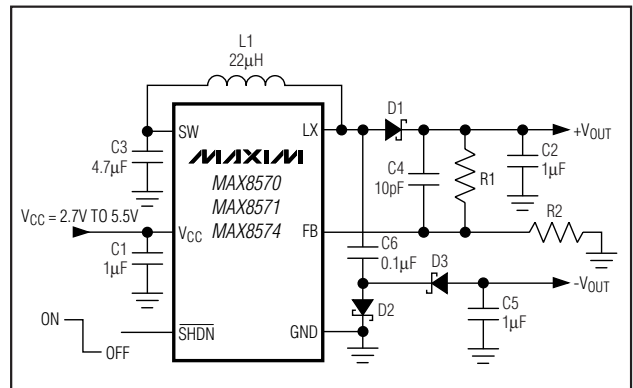 L1
22µH
SW
LX
D1
+VOUT
C3
4.7µF
MAXIM
MAX8570
MAX8571
MAX8574
C4
10pF
R1
C2
1µF
VCC = 2.7V TO 5.5V
VCC
FB
R2
C1
1µF
C6
0.1µF
D3
-VOUT
ON
OFF
SHDN
GND
D2
C5
1µF